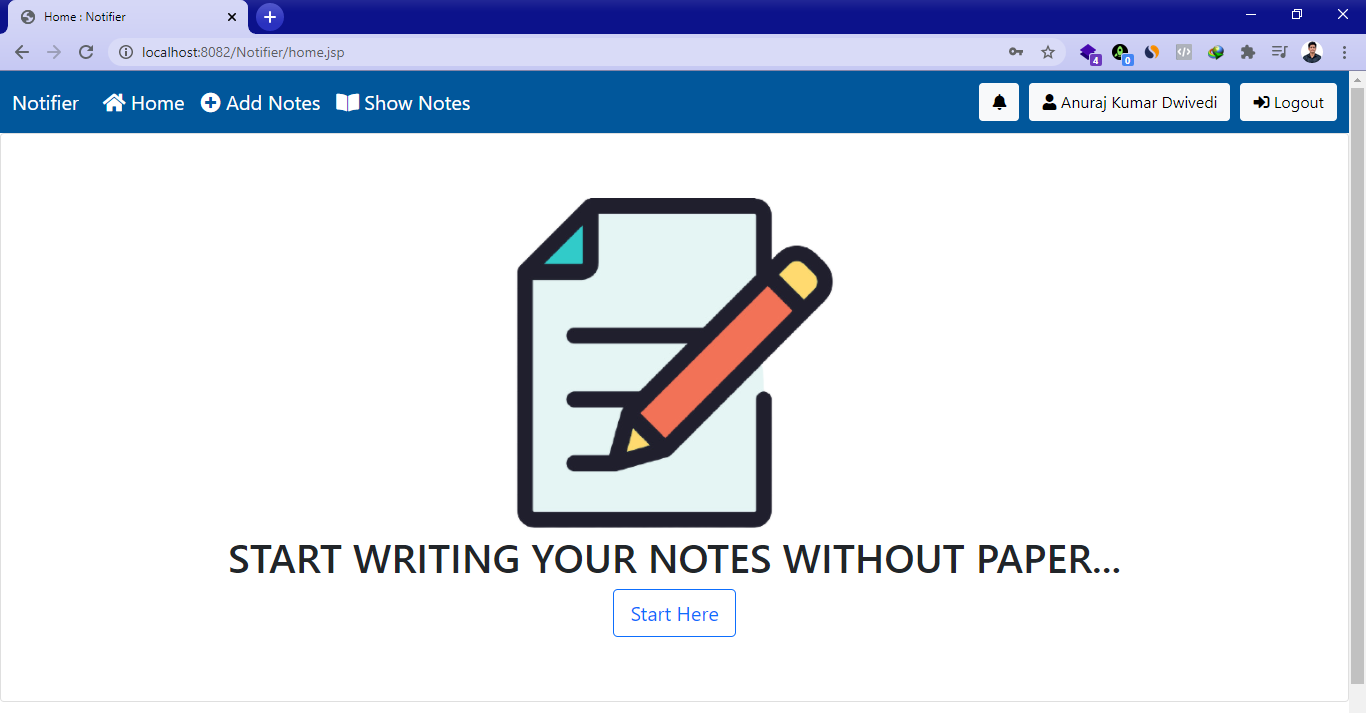 Home : Notifier
localhost:8082/Notifier/home.jsp
4
0
Notifier Home Add Notes Show Notes Anuraj Kumar Dwivedi Logout
START WRITING YOUR NOTES WITHOUT PAPER...
Start Here